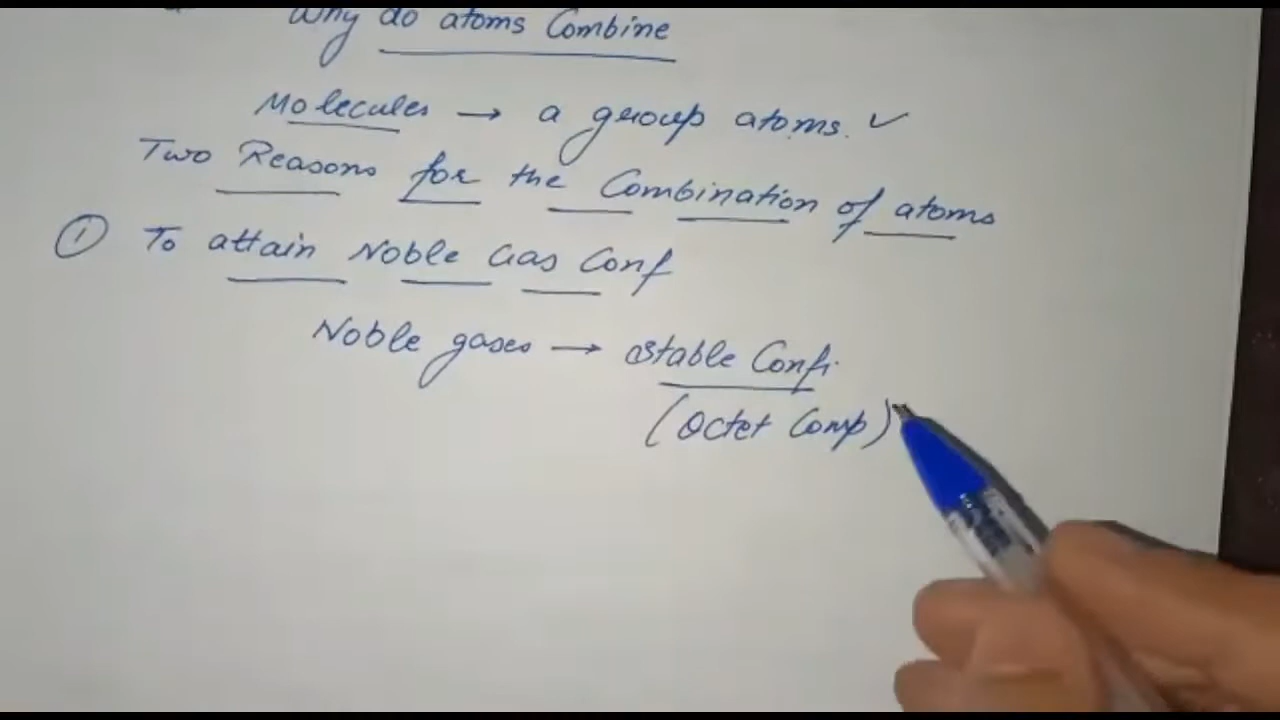 Why do atoms Combine
Molecules → a group atoms. ✓
Two Reasons for the Combination of atoms
① To attain Noble Gas Conf
Noble gases → Stable Confi.
(Octet Comp)